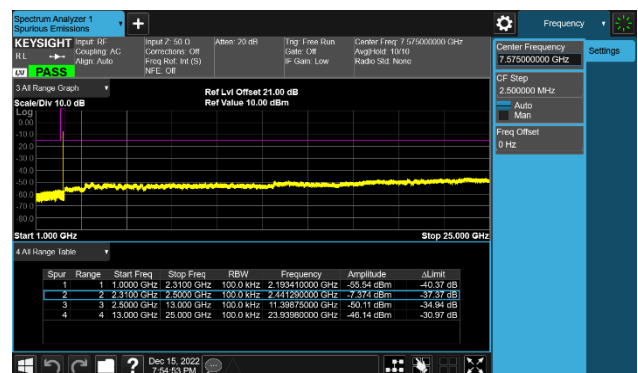 Spectrum Analyzer 1
Spurious Emissions
Frequency
KEYSIGHT Input: RF Input Z: 50 Ω Atten: 20 dB Trig: Free Run Center Freq: 7.575000000 GHz
RL Coupling: AC Corrections: Off Gate: Off Avg|Hold: 10/10
Align: Auto Freq Ref: Int (S) IF Gain: Low Radio Std: None
LV PASS NFE: Off
Center Frequency
7.575000000 GHz
Settings
CF Step
2.500000 MHz
Auto
Man
Freq Offset
0 Hz
3 All Range Graph
Ref Lvl Offset 21.00 dB
Scale/Div 10.0 dB Ref Value 10.00 dBm
Log
0.00
-10.0
-20.0
-30.0
-40.0
-50.0
-60.0
-70.0
-80.0
Start 1.000 GHz Stop 25.000 GHz
4 All Range Table
Spur Range Start Freq Stop Freq RBW Frequency Amplitude ΔLimit
1 1 1.0000 GHz 2.3100 GHz 100.0 kHz 2.193410000 GHz -55.54 dBm -40.37 dB
2 2 2.3100 GHz 2.5000 GHz 100.0 kHz 2.441290000 GHz -7.374 dBm -37.37 dB
3 3 2.5000 GHz 13.000 GHz 100.0 kHz 11.39875000 GHz -50.11 dBm -34.94 dB
4 4 13.000 GHz 25.000 GHz 100.0 kHz 23.93980000 GHz -46.14 dBm -30.97 dB
Dec 15, 2022
7:54:53 PM